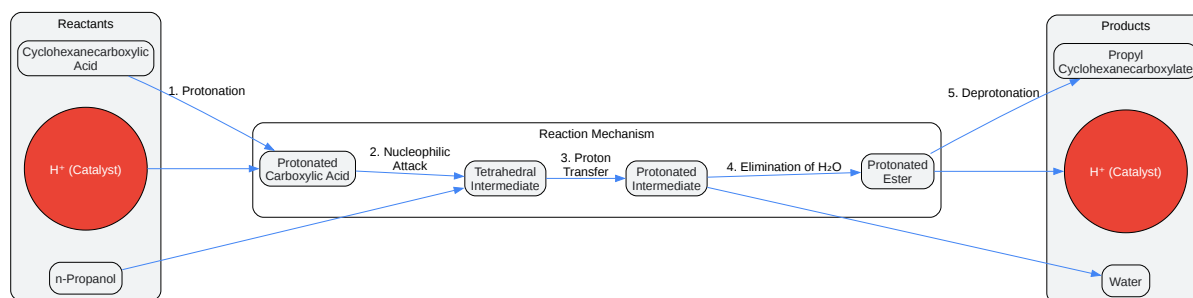 Reactants
Cyclohexanecarboxylic
Acid
1. Protonation
H⁺ (Catalyst)
n-Propanol
Reaction Mechanism
Protonated
Carboxylic Acid
2. Nucleophilic
Attack
Tetrahedral
Intermediate
3. Proton
Transfer
Protonated
Intermediate
4. Elimination of H₂O
Protonated
Ester
5. Deprotonation
Products
Propyl
Cyclohexanecarboxylate
H⁺ (Catalyst)
Water